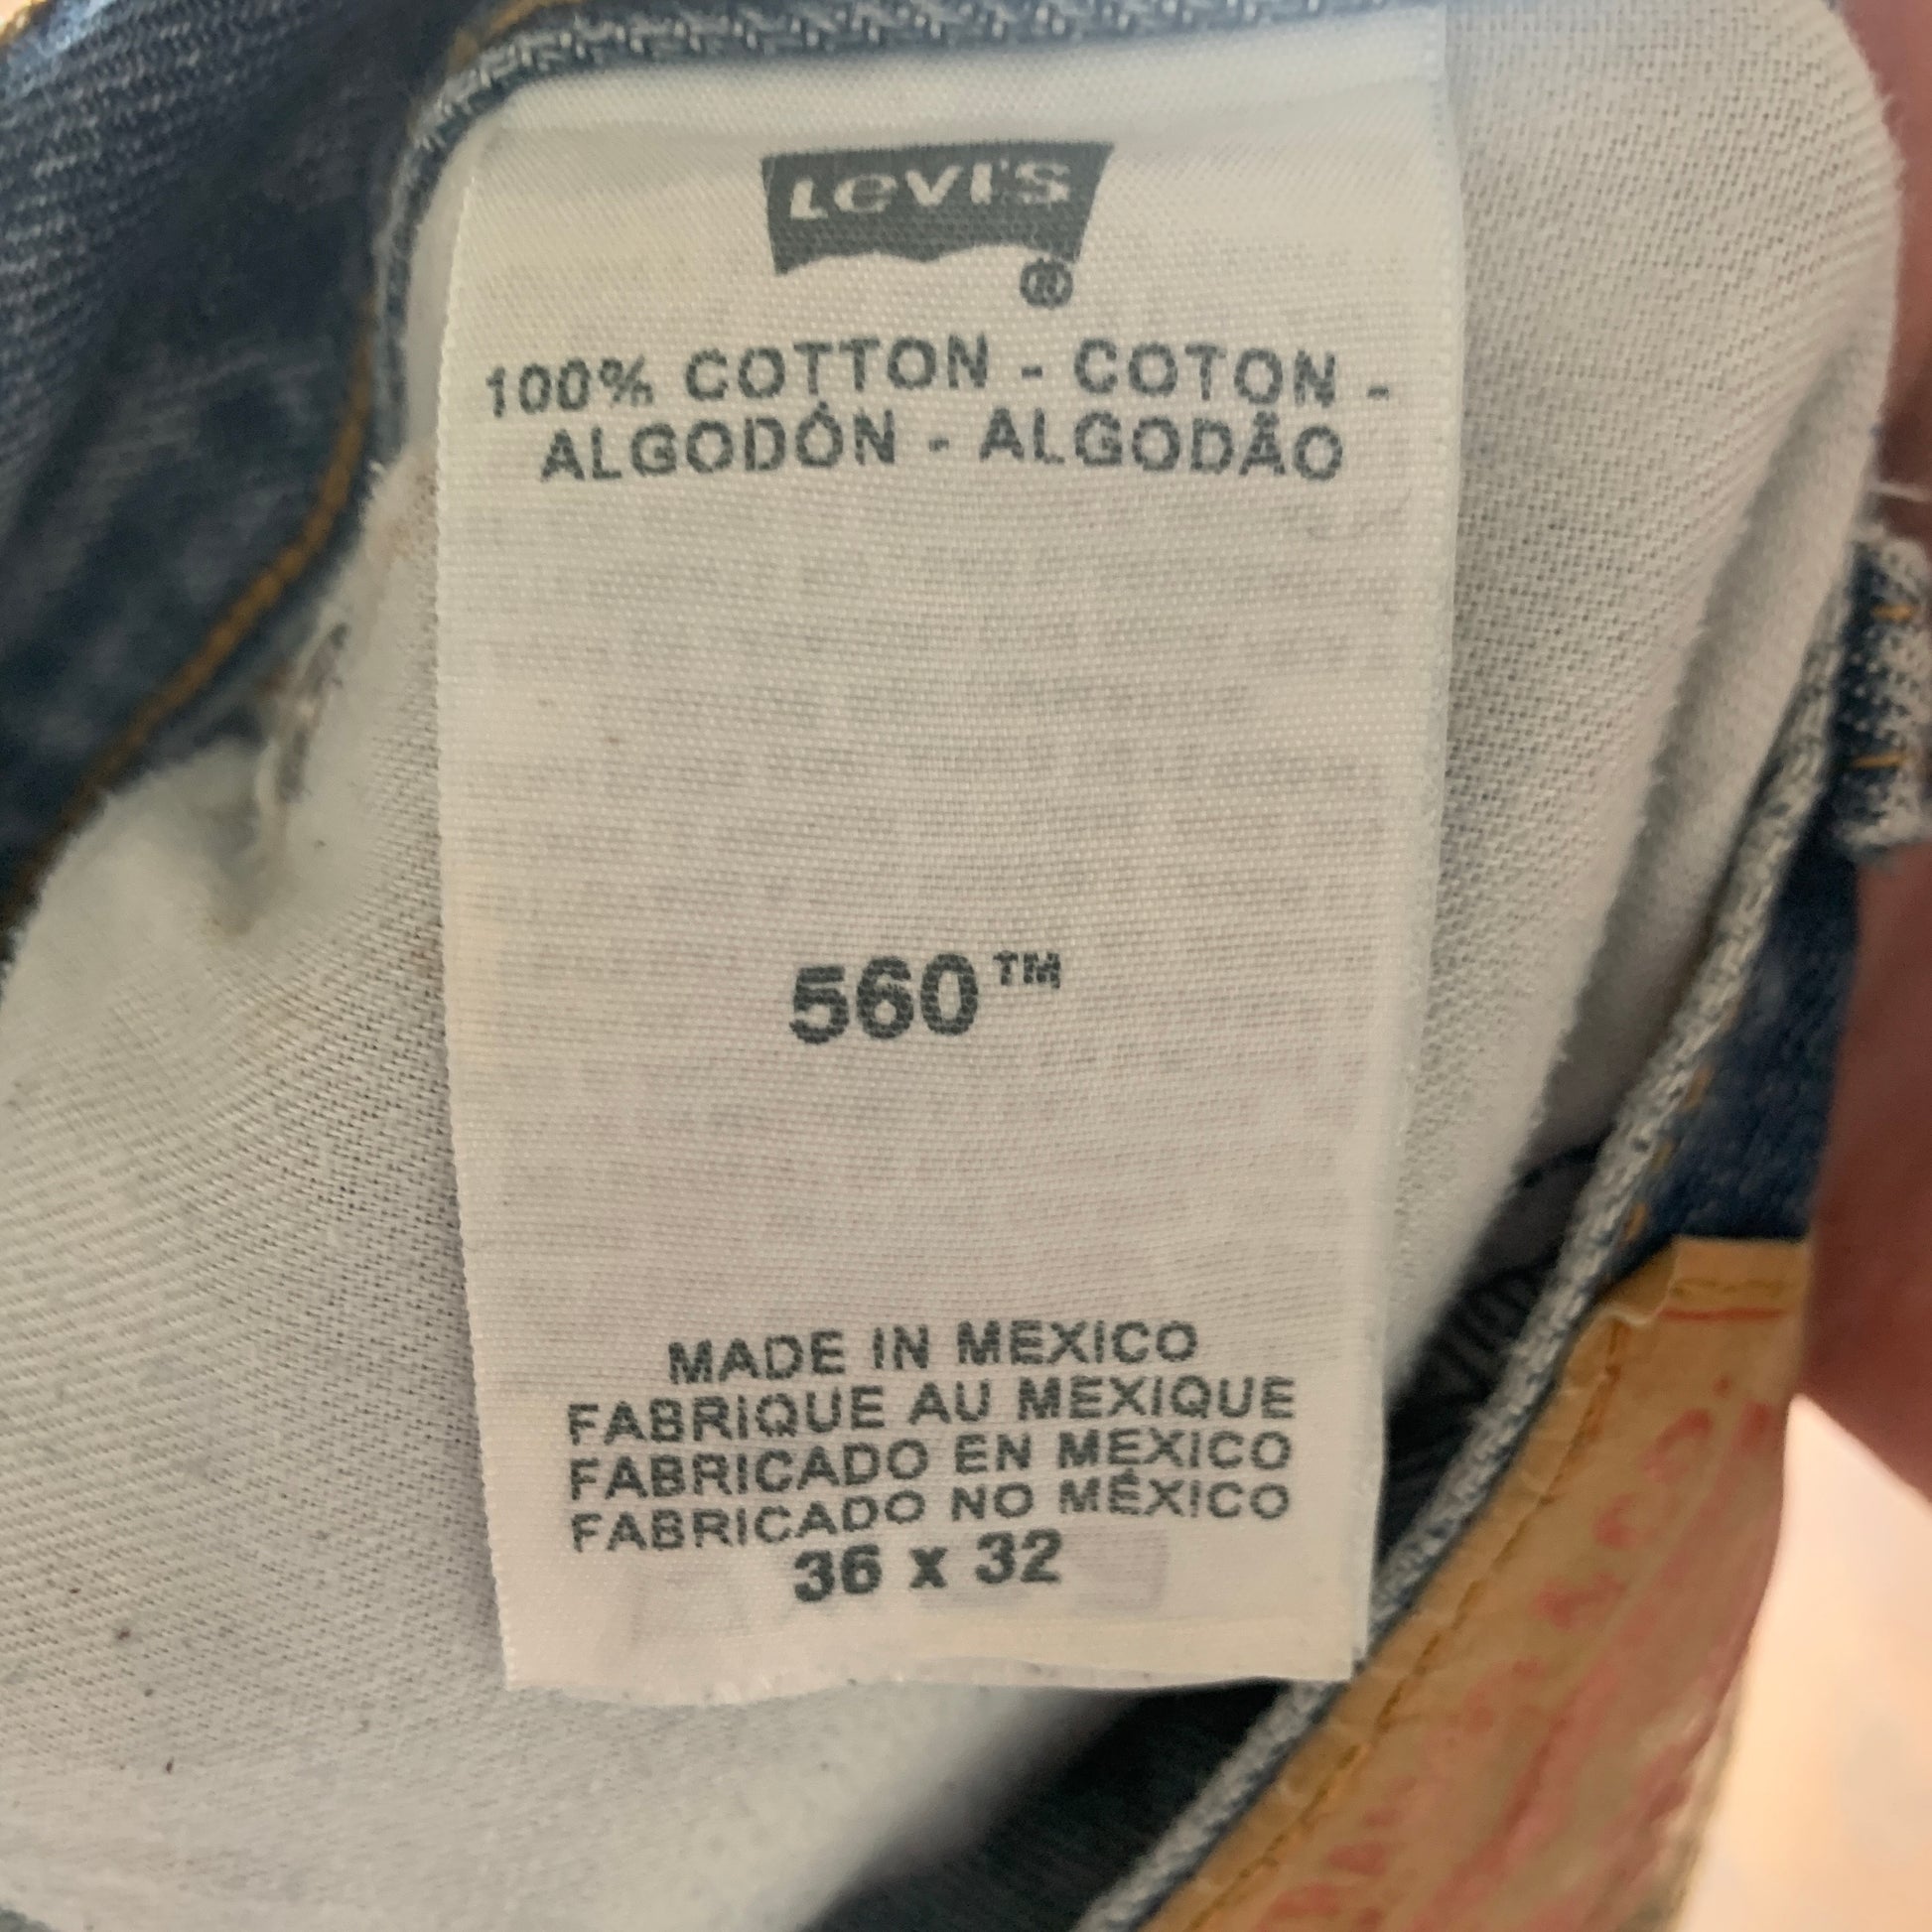 LEVI'S
®
100% COTTON - COTON -
ALGODÓN - ALGODÃO
560™
MADE IN MEXICO
FABRIQUE AU MEXIQUE
FABRICADO EN MEXICO
FABRICADO NO MÉXICO
36 x 32